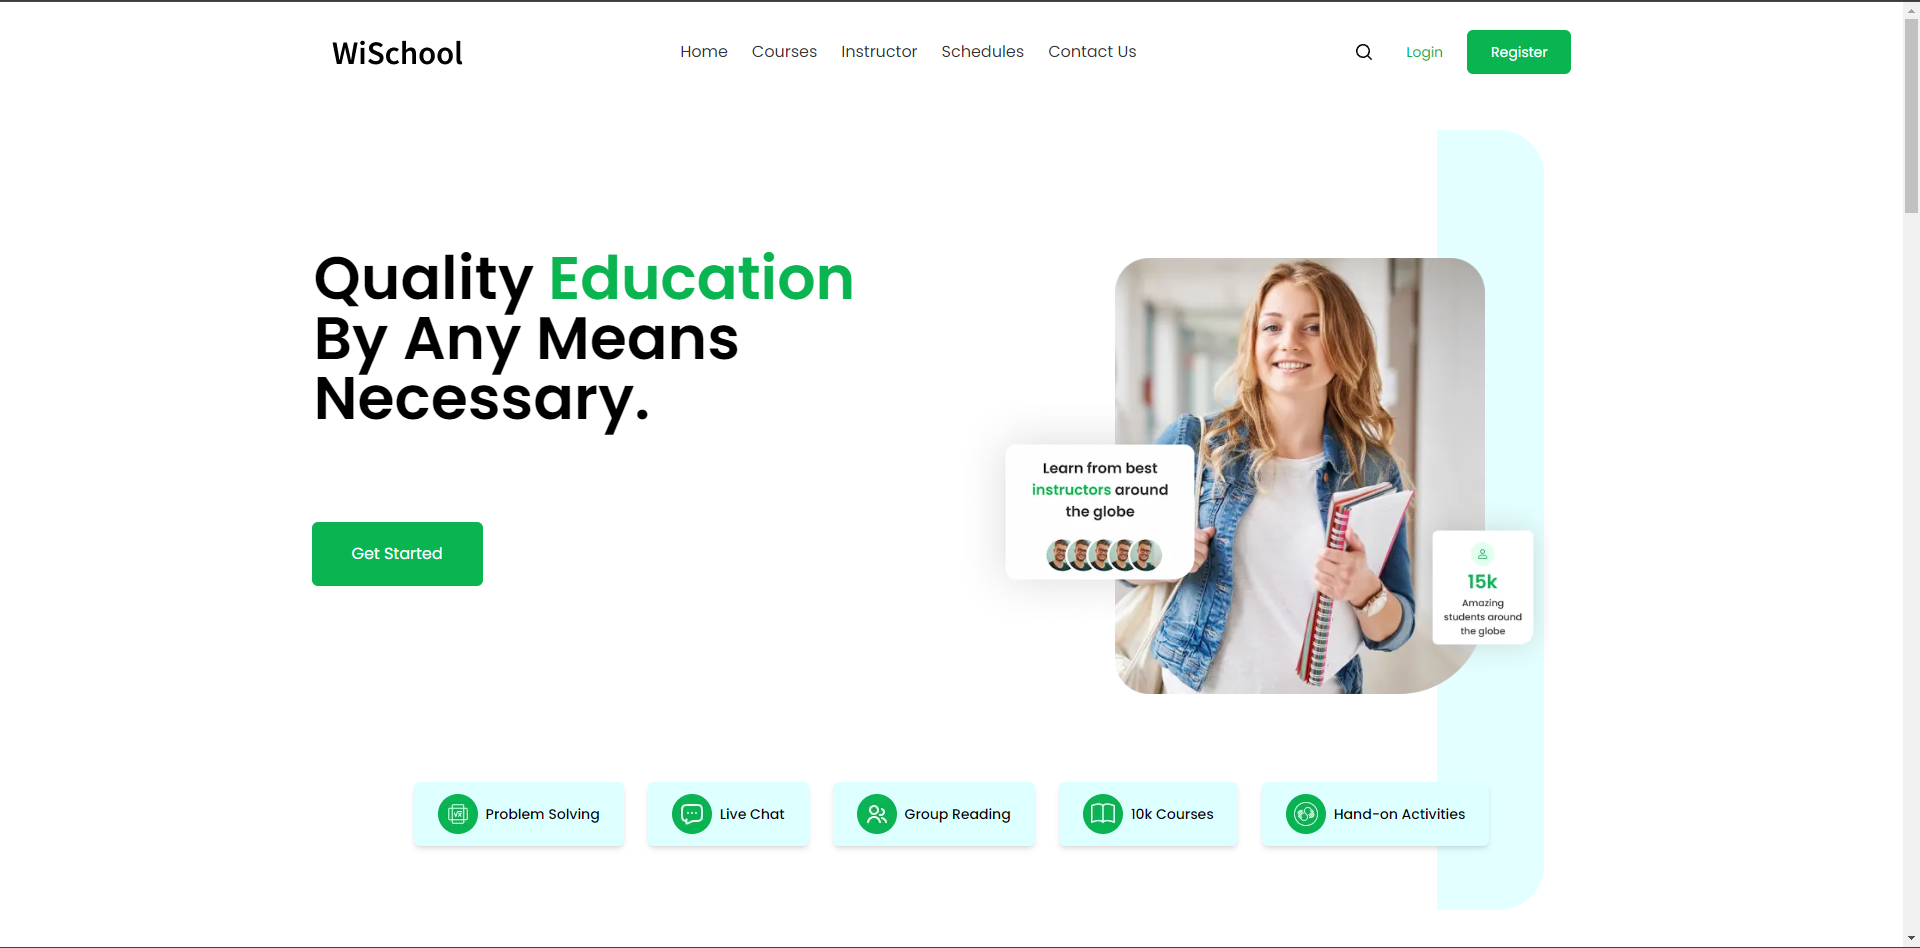 WiSchool
Home Courses Instructor Schedules Contact Us
Login
Register
Quality Education
By Any Means
Necessary.
Get Started
Learn from best
instructors around
the globe
15k
Amazing
students around
the globe
Problem Solving
Live Chat
Group Reading
10k Courses
Hand-on Activities